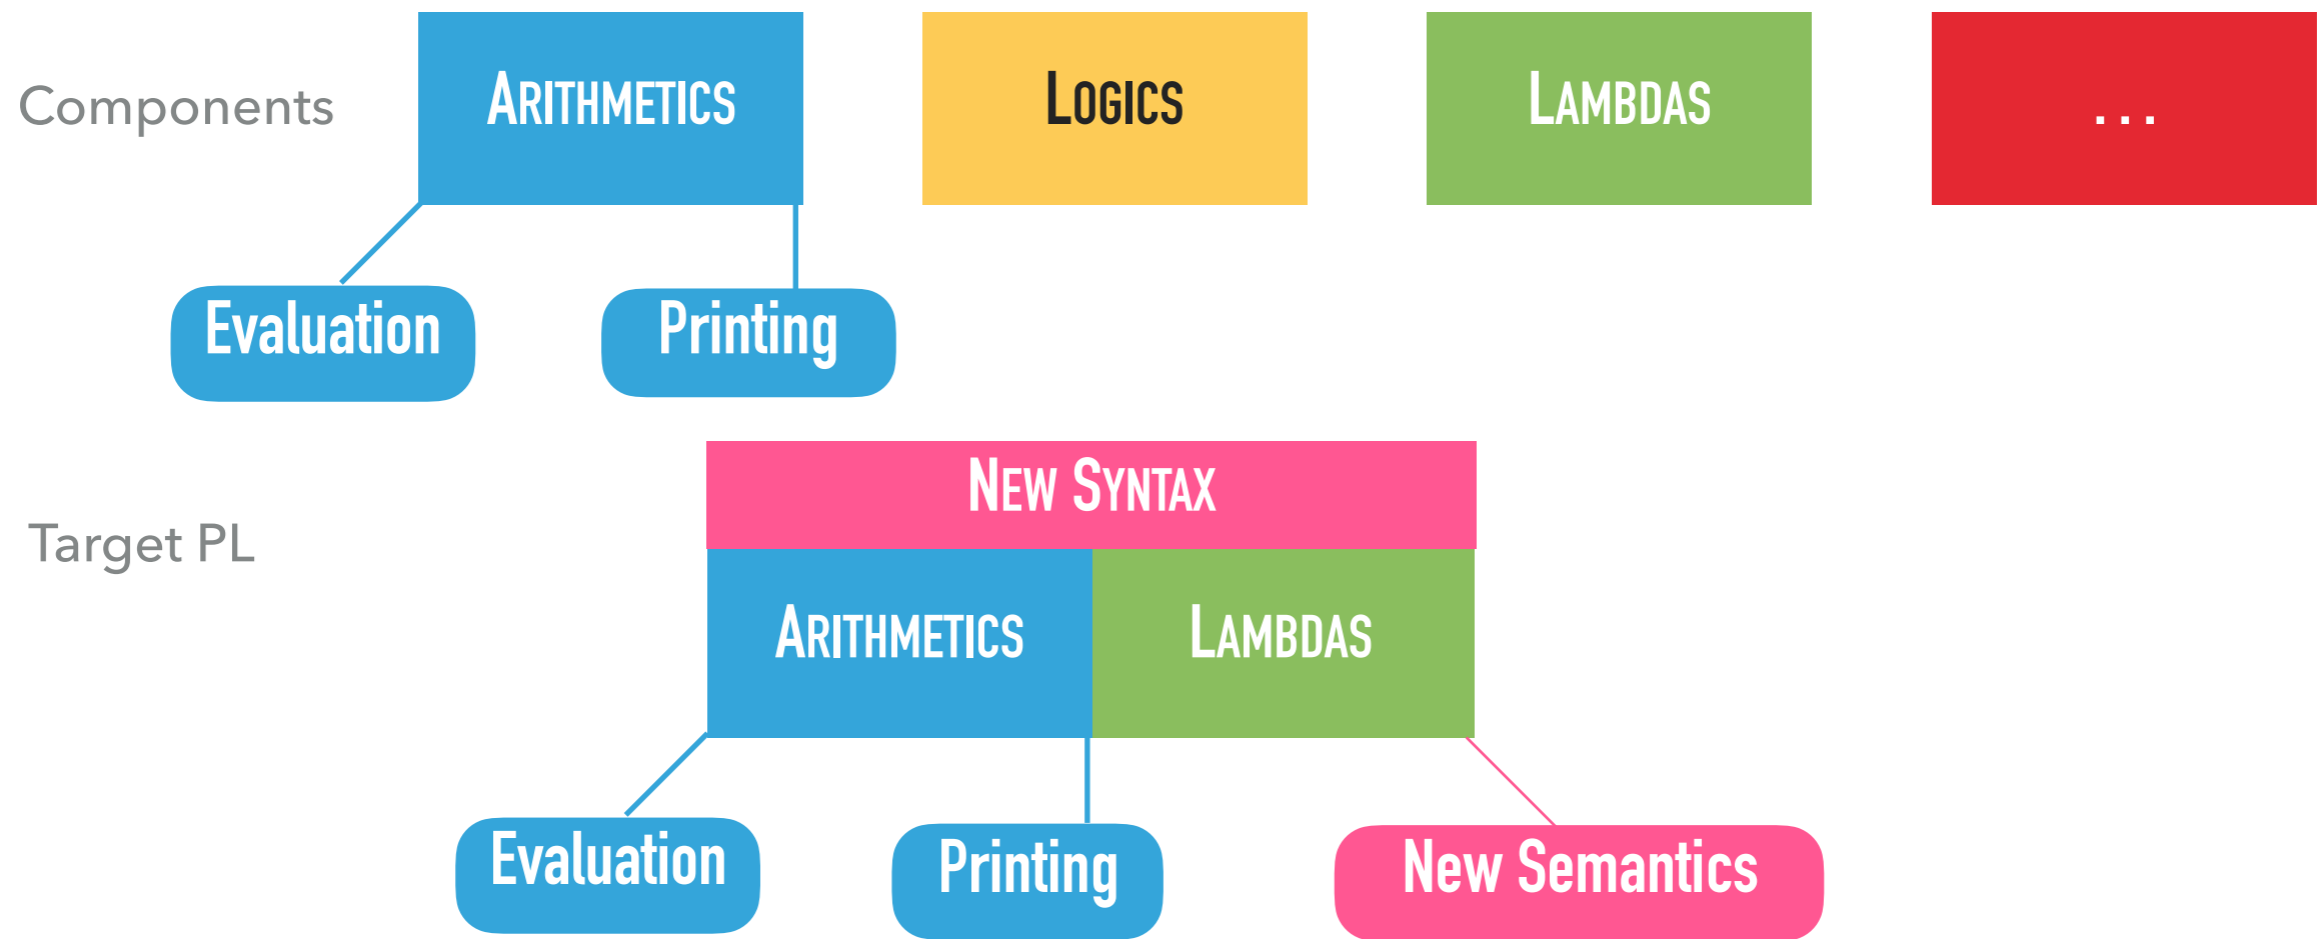 Components
ARITHMETICS
LOGICS
LAMBDAS
...
Evaluation
Printing
NEW SYNTAX
Target PL
ARITHMETICS
LAMBDAS
Evaluation
Printing
New Semantics